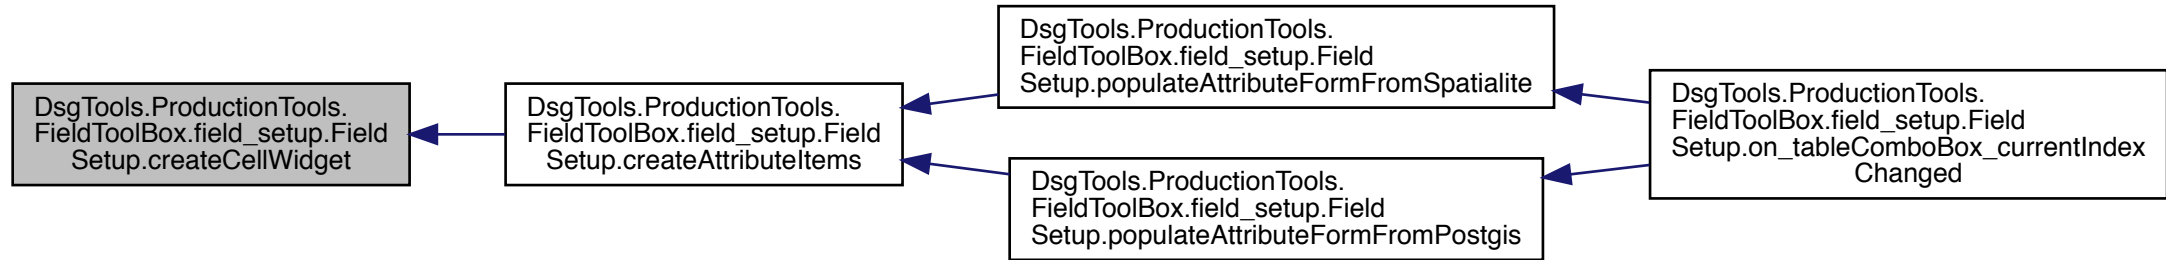 DsgTools.ProductionTools.
FieldToolBox.field_setup.Field
Setup.createCellWidget
DsgTools.ProductionTools.
FieldToolBox.field_setup.Field
Setup.createAttributeItems
DsgTools.ProductionTools.
FieldToolBox.field_setup.Field
Setup.populateAttributeFormFromSpatialite
DsgTools.ProductionTools.
FieldToolBox.field_setup.Field
Setup.populateAttributeFormFromPostgis
DsgTools.ProductionTools.
FieldToolBox.field_setup.Field
Setup.on_tableComboBox_currentIndex
Changed